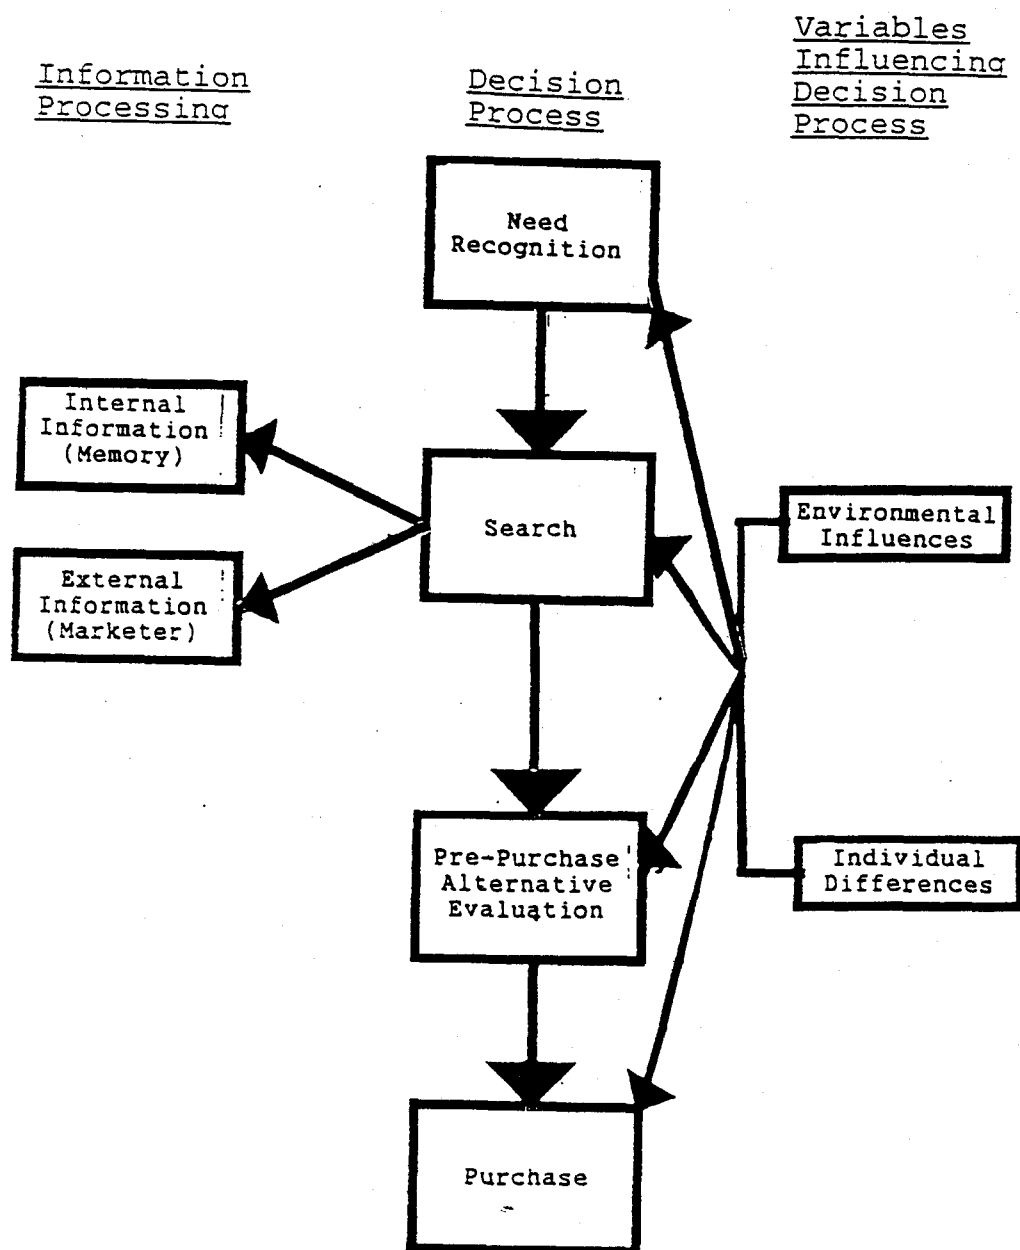 Information
Processing
Decision
Process
Variables
Influencing
Decision
Process
Need
Recognition
Internal
Information
(Memory)
External
Information
(Marketer)
Search
Environmental
Influences
Pre-Purchase
Alternative
Evaluation
Individual
Differences
Purchase